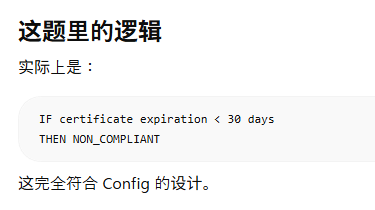 这题里的逻辑
实际上是：
IF certificate expiration < 30 days
THEN NON_COMPLIANT
这完全符合 Config 的设计。